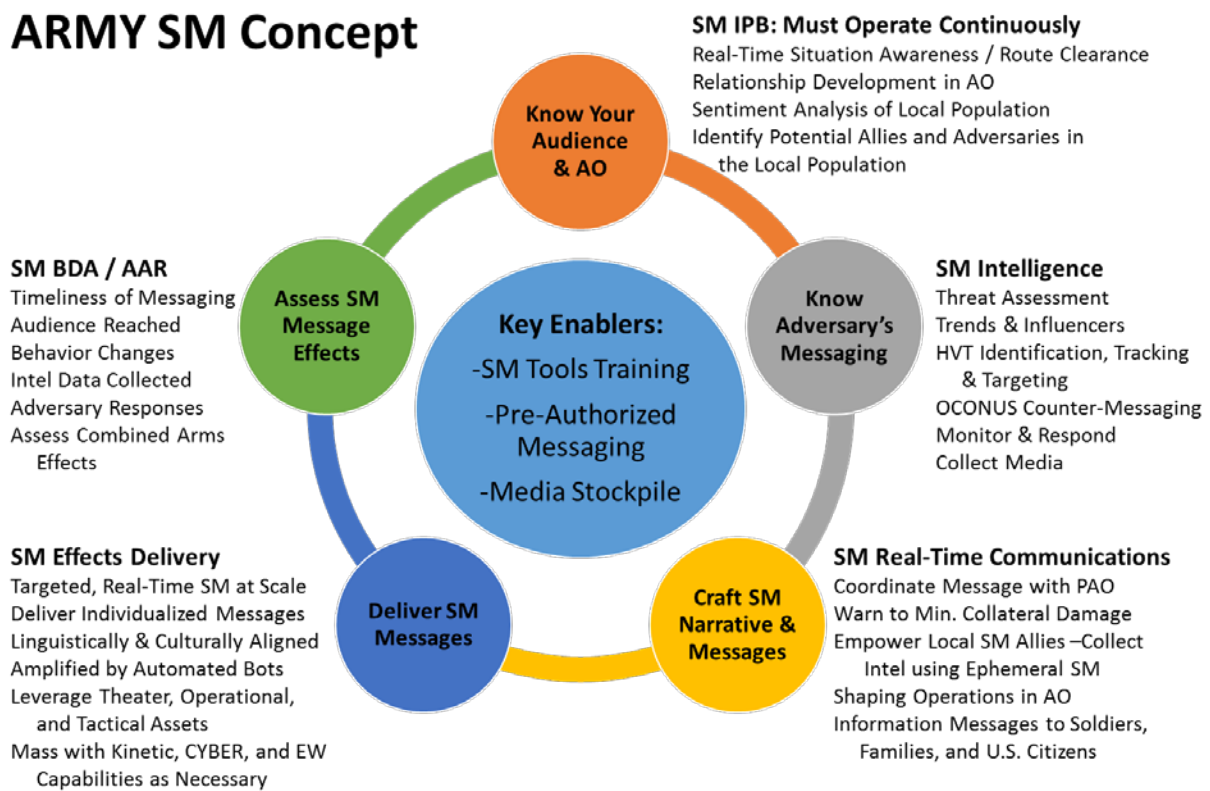 ARMY SM Concept
SM IPB: Must Operate Continuously
Real-Time Situation Awareness / Route Clearance
Relationship Development in AO
Sentiment Analysis of Local Population
Identify Potential Allies and Adversaries in
the Local Population
Know Your
Audience
& AO
SM Intelligence
Threat Assessment
Trends & Influencers
HVT Identification, Tracking
& Targeting
OCONUS Counter-Messaging
Monitor & Respond
Collect Media
Know
Adversary's
Messaging
SM Real-Time Communications
Coordinate Message with PAO
Warn to Min. Collateral Damage
Empower Local SM Allies –Collect
Intel using Ephemeral SM
Shaping Operations in AO
Information Messages to Soldiers,
Families, and U.S. Citizens
Craft SM
Narrative &
Messages
SM Effects Delivery
Targeted, Real-Time SM at Scale
Deliver Individualized Messages
Linguistically & Culturally Aligned
Amplified by Automated Bots
Leverage Theater, Operational,
and Tactical Assets
Mass with Kinetic, CYBER, and EW
Capabilities as Necessary
Deliver SM
Messages
SM BDA / AAR
Timeliness of Messaging
Audience Reached
Behavior Changes
Intel Data Collected
Adversary Responses
Assess Combined Arms
Effects
Assess SM
Message
Effects
Key Enablers:
-SM Tools Training
-Pre-Authorized
Messaging
-Media Stockpile